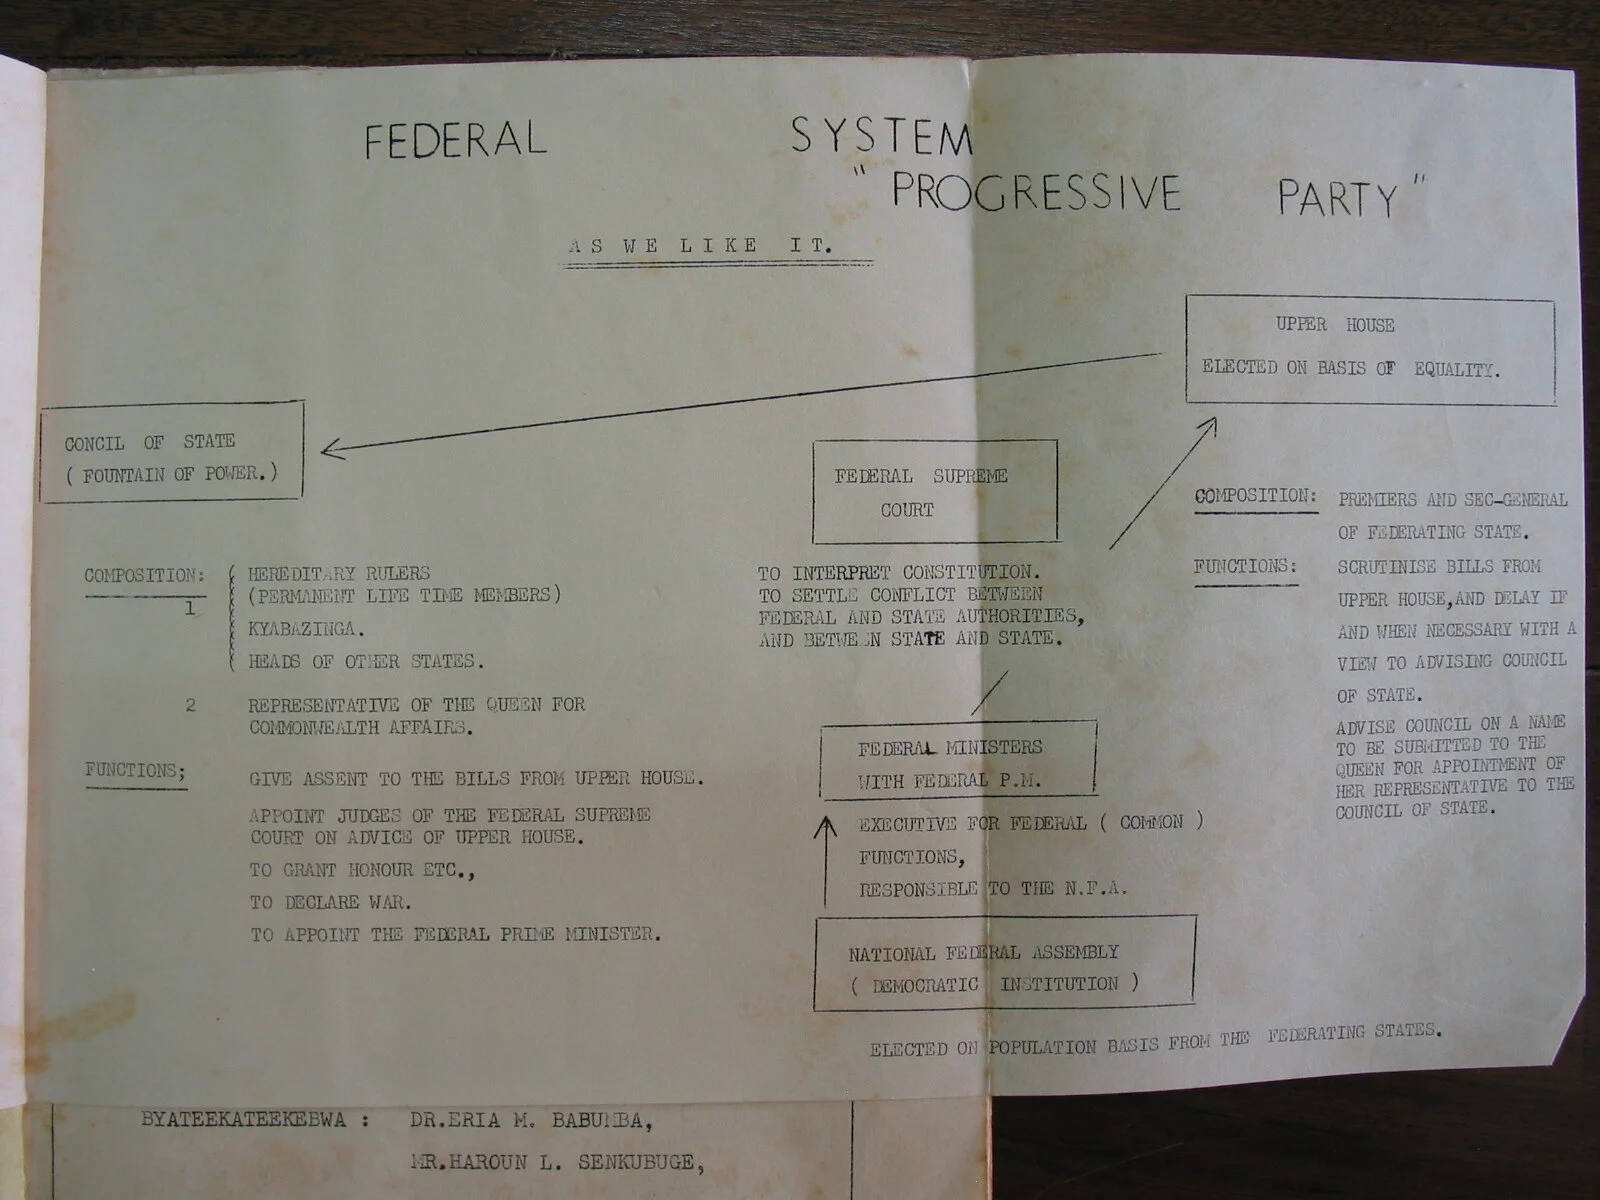 FEDERAL SYSTEM
" PROGRESSIVE PARTY "
AS WE LIKE IT.
UPPER HOUSE
ELECTED ON BASIS OF EQUALITY.
CONCIL OF STATE
( FOUNTAIN OF POWER.)
FEDERAL SUPREME
COURT
COMPOSITION:
1
HEREDITARY RULERS
(PERMANENT LIFE TIME MEMBERS)
KYABAZINGA.
HEADS OF OTHER STATES.
2 REPRESENTATIVE OF THE QUEEN FOR
COMMONWEALTH AFFAIRS.
FUNCTIONS;
GIVE ASSENT TO THE BILLS FROM UPPER HOUSE.
APPOINT JUDGES OF THE FEDERAL SUPREME
COURT ON ADVICE OF UPPER HOUSE.
TO GRANT HONOUR ETC.,
TO DECLARE WAR.
TO APPOINT THE FEDERAL PRIME MINISTER.
TO INTERPRET CONSTITUTION.
TO SETTLE CONFLICT BETWEEN
FEDERAL AND STATE AUTHORITIES,
AND BETWEEN STATE AND STATE.
FEDERAL MINISTERS
WITH FEDERAL P.M.
EXECUTIVE FOR FEDERAL ( COMMON )
FUNCTIONS,
RESPONSIBLE TO THE N.F.A.
NATIONAL FEDERAL ASSEMBLY
( DEMOCRATIC INSTITUTION )
ELECTED ON POPULATION BASIS FROM THE FEDERATING STATES.
COMPOSITION: PREMIERS AND SEC-GENERAL
OF FEDERATING STATE.
FUNCTIONS: SCRUTINISE BILLS FROM
UPPER HOUSE,AND DELAY IF
AND WHEN NECESSARY WITH A
VIEW TO ADVISING COUNCIL
OF STATE.
ADVISE COUNCIL ON A NAME
TO BE SUBMITTED TO THE
QUEEN FOR APPOINTMENT OF
HER REPRESENTATIVE TO THE
COUNCIL OF STATE.
BYATEEKATEEKEBWA : DR.ERIA M. BABUMBA,
MR.HAROUN L. SENKUBUGE,